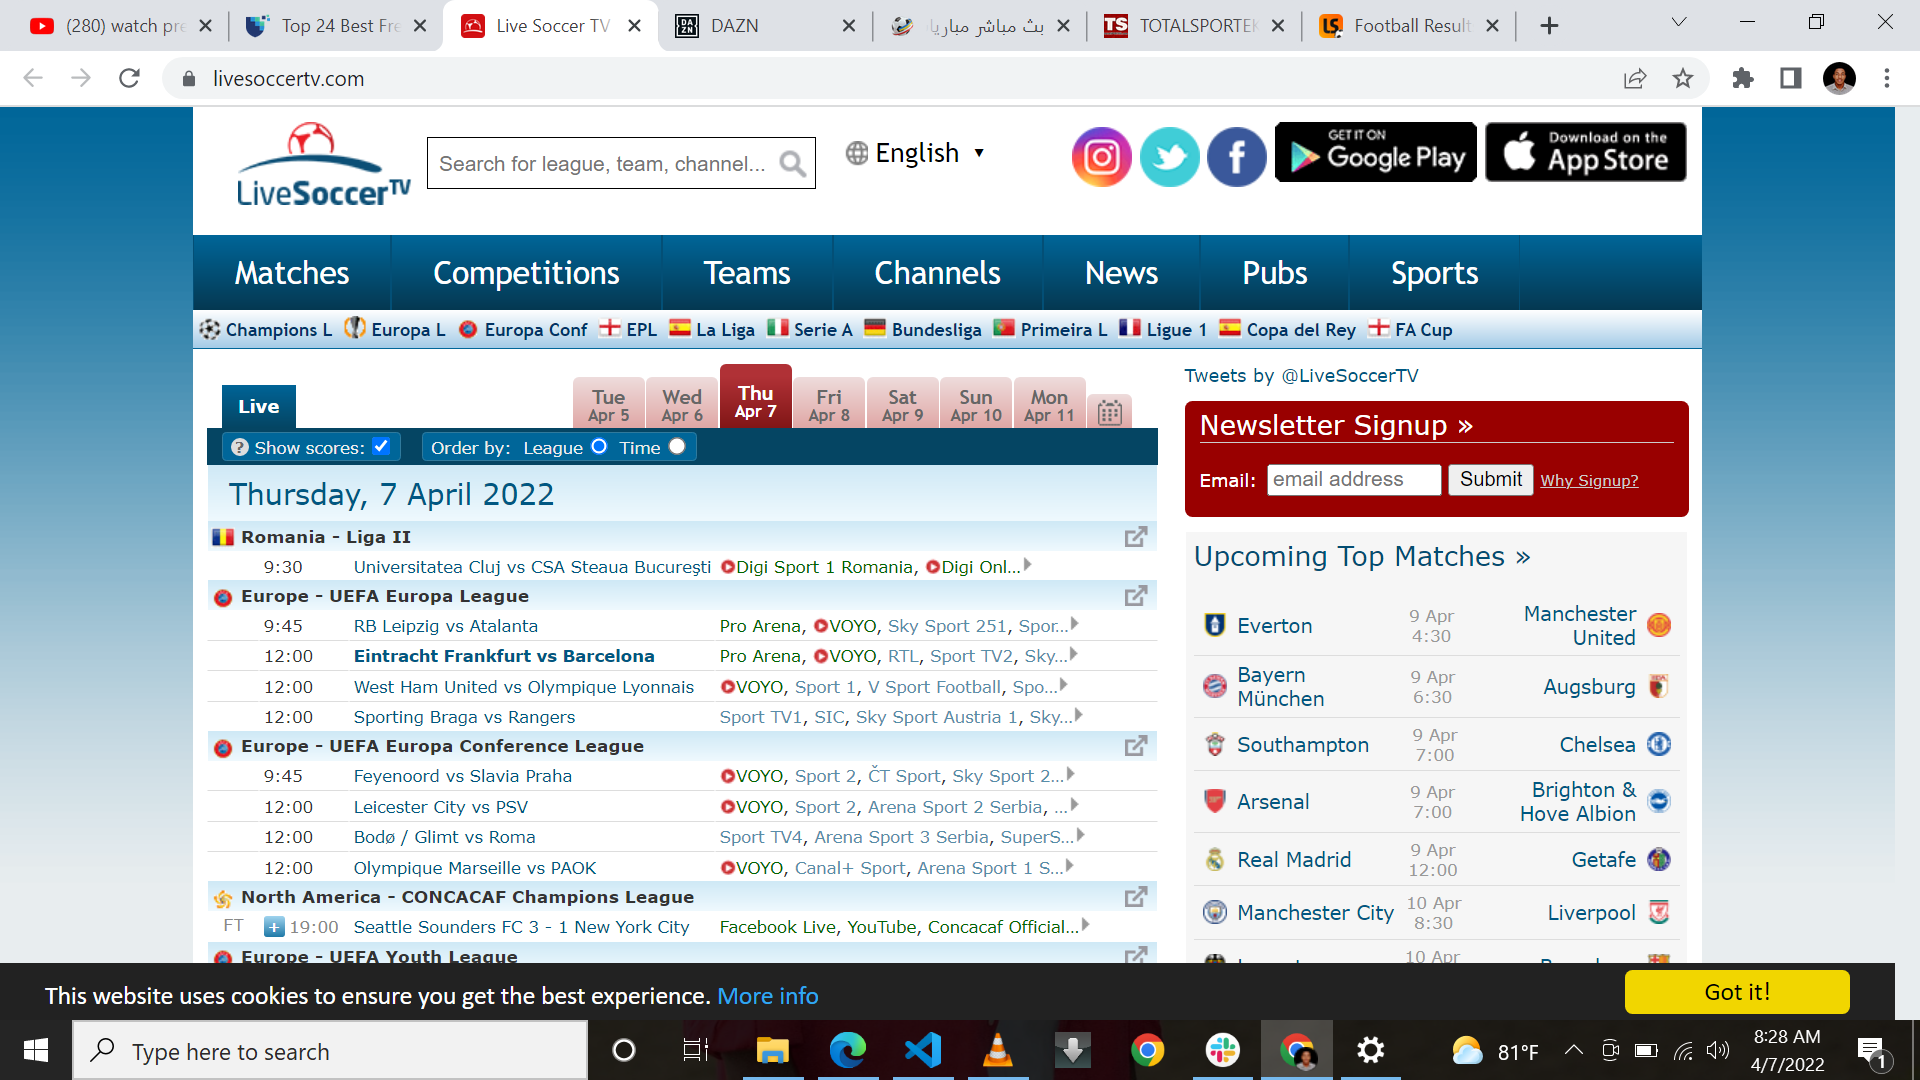 (280) watch pre
Top 24 Best Fre
Live Soccer TV
DAZN
بث مباشر مباريا
TOTALSPORTEK
Football Result
livesoccertv.com
LiveSoccerTV
Search for league, team, channel...
English
GET IT ON
Google Play
Download on the
App Store
Matches Competitions Teams Channels News Pubs Sports
Champions L Europa L Europa Conf EPL La Liga Serie A Bundesliga Primeira L Ligue 1 Copa del Rey FA Cup
Live
Tue Apr 5
Wed Apr 6
Thu Apr 7
Fri Apr 8
Sat Apr 9
Sun Apr 10
Mon Apr 11
? Show scores: Order by: League Time
Thursday, 7 April 2022
Romania - Liga II
9:30 Universitatea Cluj vs CSA Steaua Bucureşti Digi Sport 1 Romania, Digi Onl...
Europe - UEFA Europa League
9:45 RB Leipzig vs Atalanta Pro Arena, VOYO, Sky Sport 251, Spor...
12:00 Eintracht Frankfurt vs Barcelona Pro Arena, VOYO, RTL, Sport TV2, Sky...
12:00 West Ham United vs Olympique Lyonnais VOYO, Sport 1, V Sport Football, Spo...
12:00 Sporting Braga vs Rangers Sport TV1, SIC, Sky Sport Austria 1, Sky...
Europe - UEFA Europa Conference League
9:45 Feyenoord vs Slavia Praha VOYO, Sport 2, ČT Sport, Sky Sport 2...
12:00 Leicester City vs PSV VOYO, Sport 2, Arena Sport 2 Serbia, ...
12:00 Bodø / Glimt vs Roma Sport TV4, Arena Sport 3 Serbia, SuperS...
12:00 Olympique Marseille vs PAOK VOYO, Canal+ Sport, Arena Sport 1 S...
North America - CONCACAF Champions League
FT + 19:00 Seattle Sounders FC 3 - 1 New York City Facebook Live, YouTube, Concacaf Official...
Europe - UEFA Youth League
Tweets by @LiveSoccerTV
Newsletter Signup »
Email: email address Submit Why Signup?
Upcoming Top Matches »
Everton 9 Apr 4:30 Manchester United
Bayern München 9 Apr 6:30 Augsburg
Southampton 9 Apr 7:00 Chelsea
Arsenal 9 Apr 7:00 Brighton & Hove Albion
Real Madrid 9 Apr 12:00 Getafe
Manchester City 10 Apr 8:30 Liverpool
10 Apr
This website uses cookies to ensure you get the best experience. More info
Got it!
Type here to search
81°F
8:28 AM
4/7/2022
1